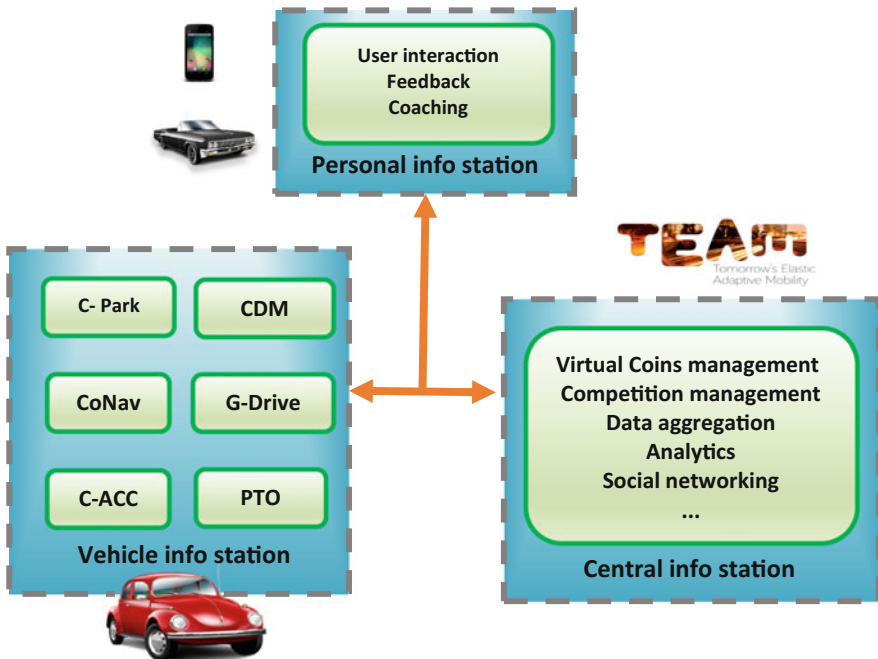 User interaction
Feedback
Coaching
Personal info station
TEAM
Tomorrow's Elastic
Adaptive Mobility
C- Park
CDM
CoNav
G-Drive
C-ACC
PTO
Vehicle info station
Virtual Coins management
Competition management
Data aggregation
Analytics
Social networking
...
Central info station